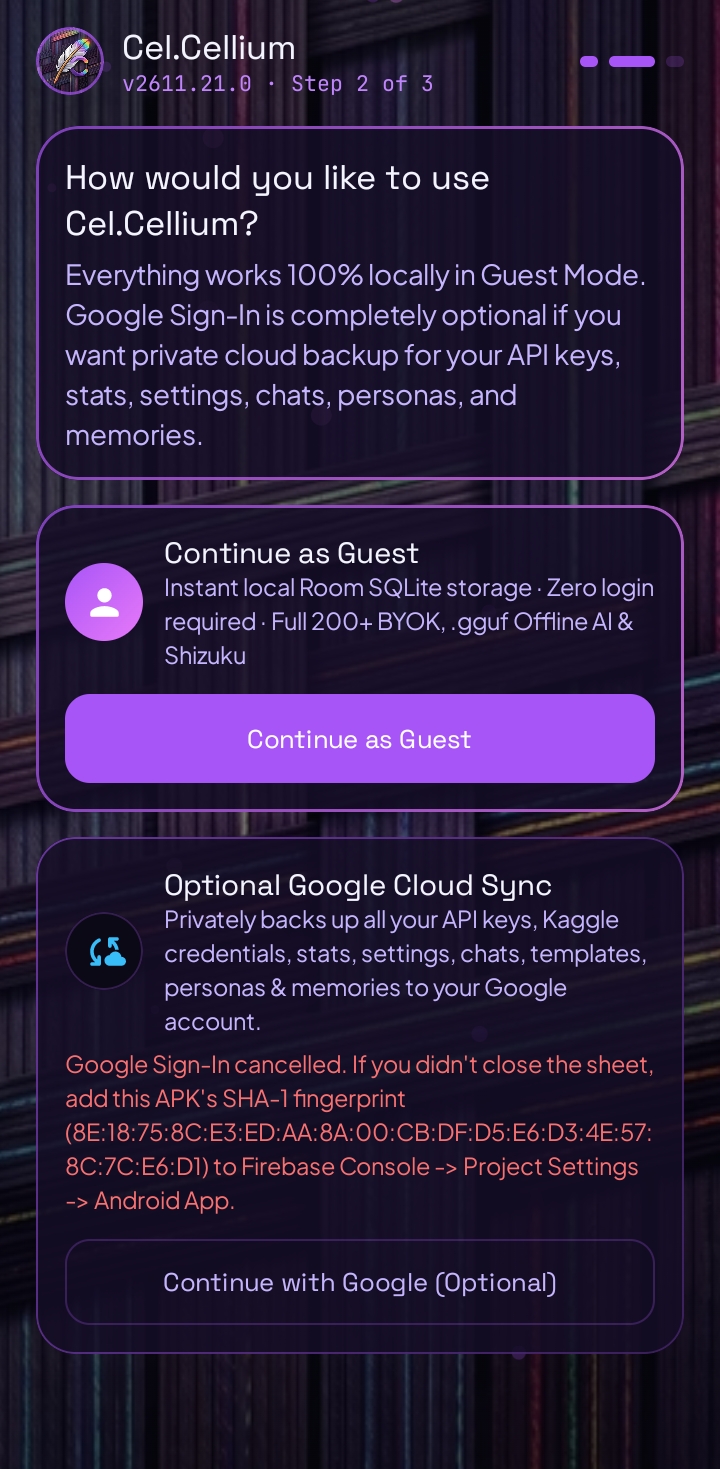 Cel.Cellium
v2611.21.0 · Step 2 of 3
How would you like to use
Cel.Cellium?
Everything works 100% locally in Guest Mode.
Google Sign-In is completely optional if you
want private cloud backup for your API keys,
stats, settings, chats, personas, and
memories.
Continue as Guest
Instant local Room SQLite storage · Zero login
required · Full 200+ BYOK, .gguf Offline AI &
Shizuku
Continue as Guest
Optional Google Cloud Sync
Privately backs up all your API keys, Kaggle
credentials, stats, settings, chats, templates,
personas & memories to your Google
account.
Google Sign-In cancelled. If you didn't close the sheet,
add this APK's SHA-1 fingerprint
(8E:18:75:8C:E3:ED:AA:8A:00:CB:DF:D5:E6:D3:4E:57:
8C:7C:E6:D1) to Firebase Console -> Project Settings
-> Android App.
Continue with Google (Optional)